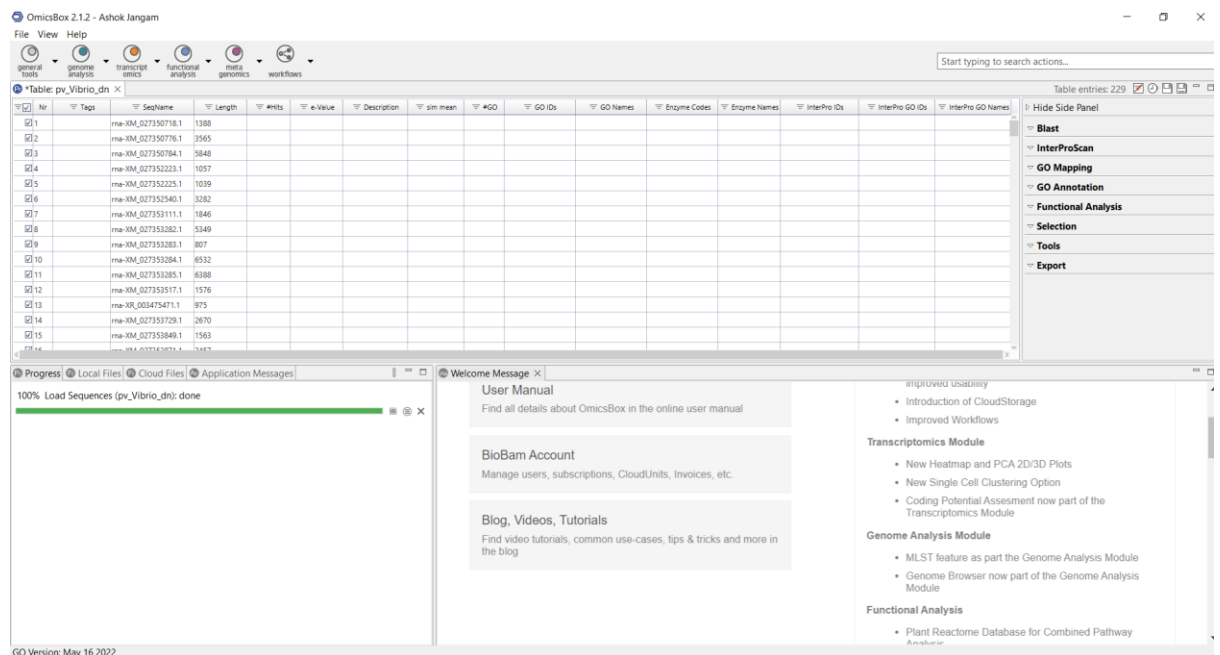 OmicsBox 2.1.2 - Ashok Jangam
File View Help
general tools
genome analysis
transcript omics
functional analysis
meta genomics
workflows
Start typing to search actions...
*Table: pv_Vibrio_dn
Table entries: 229
Nr Tags SeqName Length #Hits e-Value Description sim mean #GO GO IDs GO Names Enzyme Codes Enzyme Names InterPro IDs InterPro GO IDs InterPro GO Names
1 rna-XM_027350718.1 1388
2 rna-XM_027350776.1 3565
3 rna-XM_027350784.1 5848
4 rna-XM_027352223.1 1057
5 rna-XM_027352225.1 1039
6 rna-XM_027352540.1 3282
7 rna-XM_027353111.1 1846
8 rna-XM_027353282.1 5349
9 rna-XM_027353283.1 807
10 rna-XM_027353284.1 6532
11 rna-XM_027353285.1 6388
12 rna-XM_027353517.1 1576
13 rna-XR_003475471.1 975
14 rna-XM_027353729.1 2670
15 rna-XM_027353849.1 1563
Hide Side Panel
Blast
InterProScan
GO Mapping
GO Annotation
Functional Analysis
Selection
Tools
Export
Progress Local Files Cloud Files Application Messages
100% Load Sequences (pv_Vibrio_dn): done
Welcome Message
User Manual
Find all details about OmicsBox in the online user manual
BioBam Account
Manage users, subscriptions, CloudUnits, Invoices, etc.
Blog, Videos, Tutorials
Find video tutorials, common use-cases, tips & tricks and more in
the blog
Improved usability
• Introduction of CloudStorage
• Improved Workflows
Transcriptomics Module
• New Heatmap and PCA 2D/3D Plots
• New Single Cell Clustering Option
• Coding Potential Assesment now part of the
Transcriptomics Module
Genome Analysis Module
• MLST feature as part the Genome Analysis Module
• Genome Browser now part of the Genome Analysis
Module
Functional Analysis
• Plant Reactome Database for Combined Pathway
Analysis
GO Version: May 16 2022